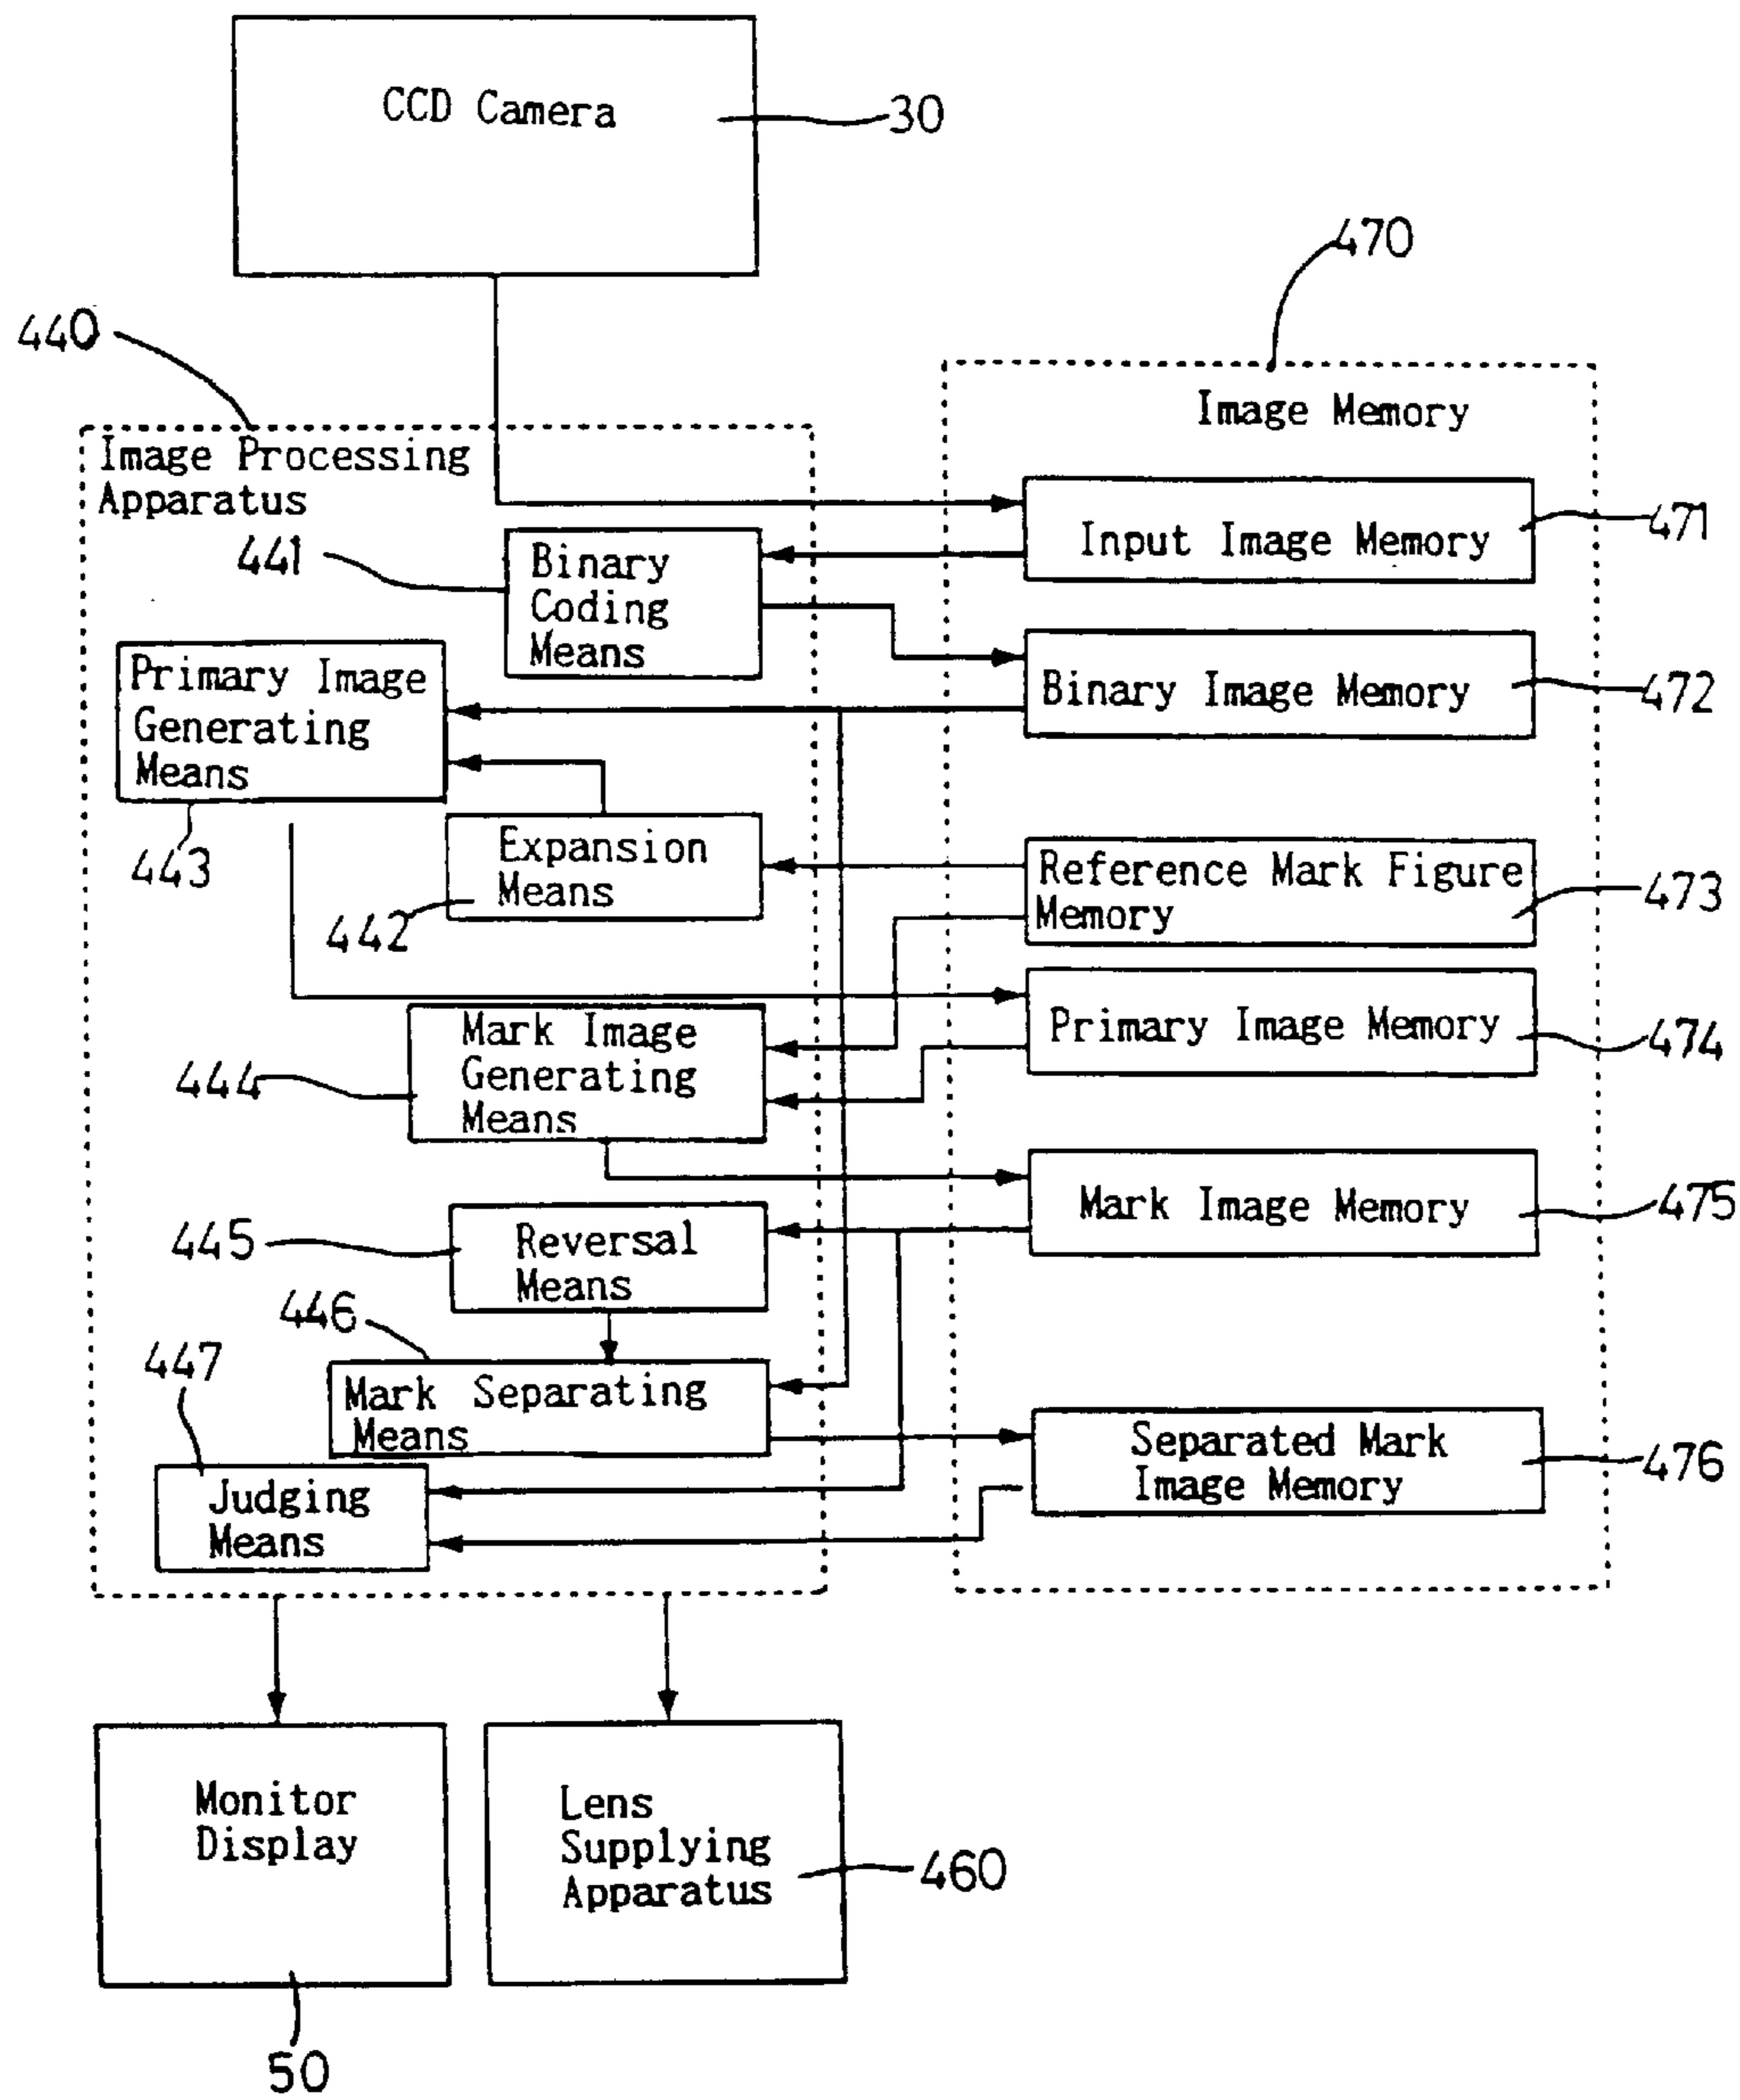 CCD Camera
30
470
440
Image Memory
Image Processing
Apparatus
471
Input Image Memory
441
Binary
Coding
Means
Primary Image
Generating
Means
472
Binary Image Memory
443
Expansion
Means
442
Reference Mark Figure
Memory
473
Mark Image
Generating
Means
444
Primary Image Memory
474
Mark Image Memory
475
445
Reversal
Means
446
447
Mark Separating
Means
Separated Mark
Image Memory
476
Judging
Means
Monitor
Display
Lens
Supplying
Apparatus
460
50